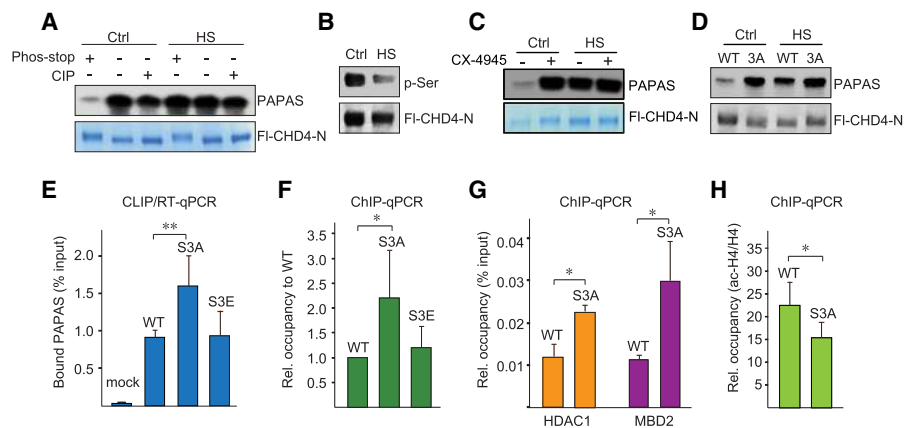 A
Ctrl HS
Phos-stop + - - + - -
CIP - - + - - +
PAPAS
Fl-CHD4-N
B
Ctrl HS
p-Ser
Fl-CHD4-N
C
Ctrl HS
CX-4945 - + - +
PAPAS
Fl-CHD4-N
D
Ctrl HS
WT 3A WT 3A
PAPAS
Fl-CHD4-N
E
CLIP/RT-qPCR
Bound PAPAS (% input)
2.0
1.5
1.0
0.5
**
mock
WT
S3A
S3E
F
ChIP-qPCR
Rel. occupancy to WT
3.5
3.0
2.5
2.0
1.5
1.0
0.5
*
WT
S3A
S3E
G
ChIP-qPCR
Rel. occupancy (% input)
0.04
0.03
0.02
0.01
*
WT
S3A
*
WT
S3A
HDAC1 MBD2
H
ChIP-qPCR
Rel. occupancy (ac-H4/H4)
35
30
25
20
15
10
5
*
WT
S3A